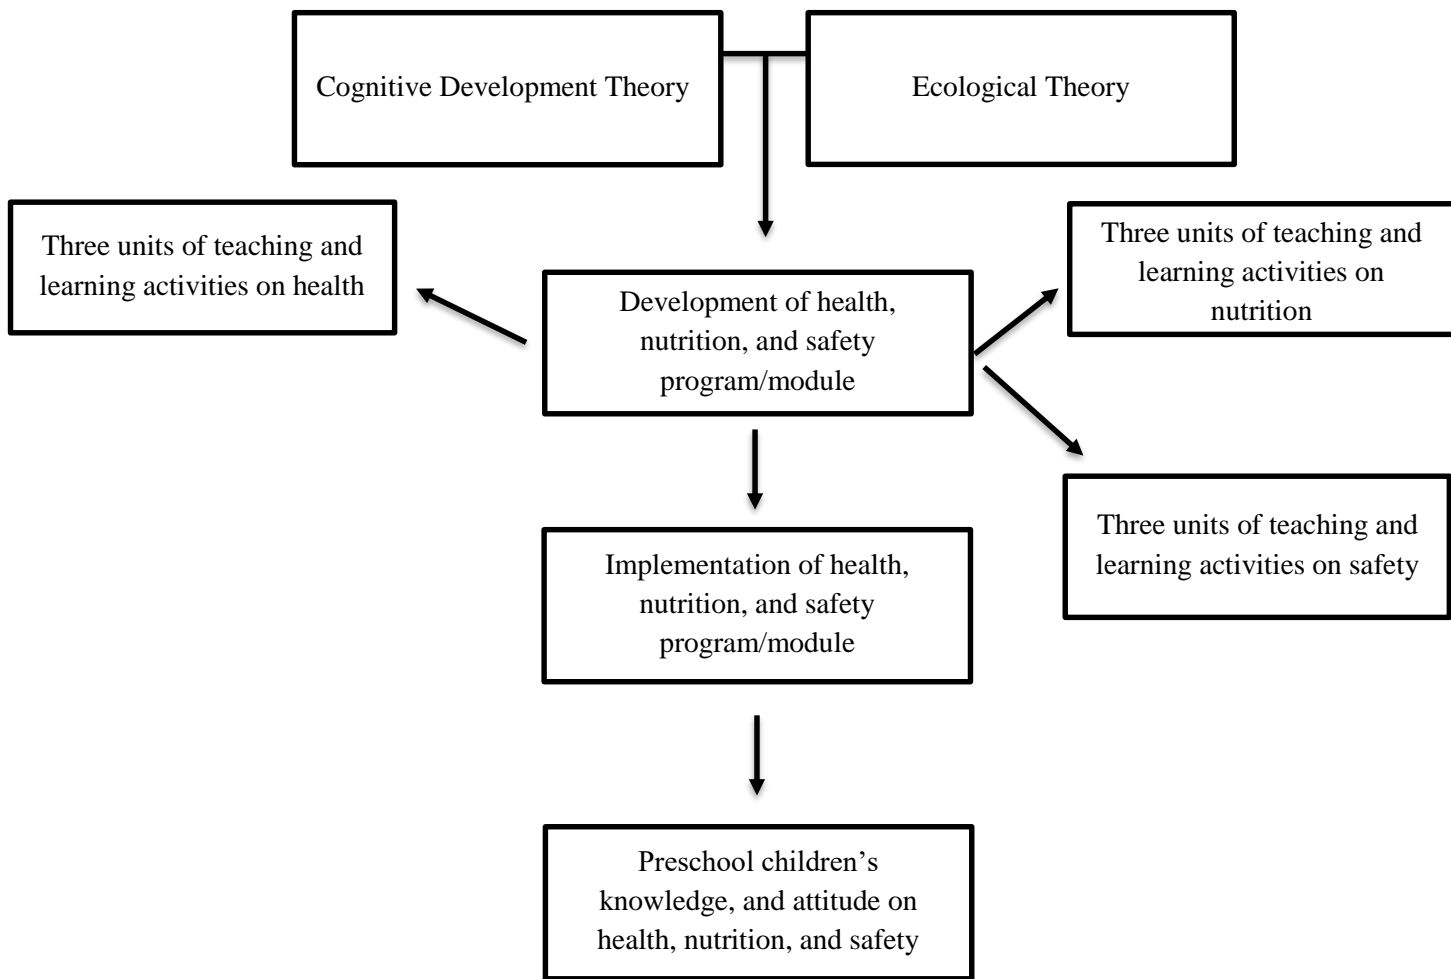 Cognitive Development Theory
Ecological Theory
Three units of teaching and
learning activities on health
Three units of teaching and
learning activities on
nutrition
Development of health,
nutrition, and safety
program/module
Three units of teaching and
learning activities on safety
Implementation of health,
nutrition, and safety
program/module
Preschool children’s
knowledge, and attitude on
health, nutrition, and safety